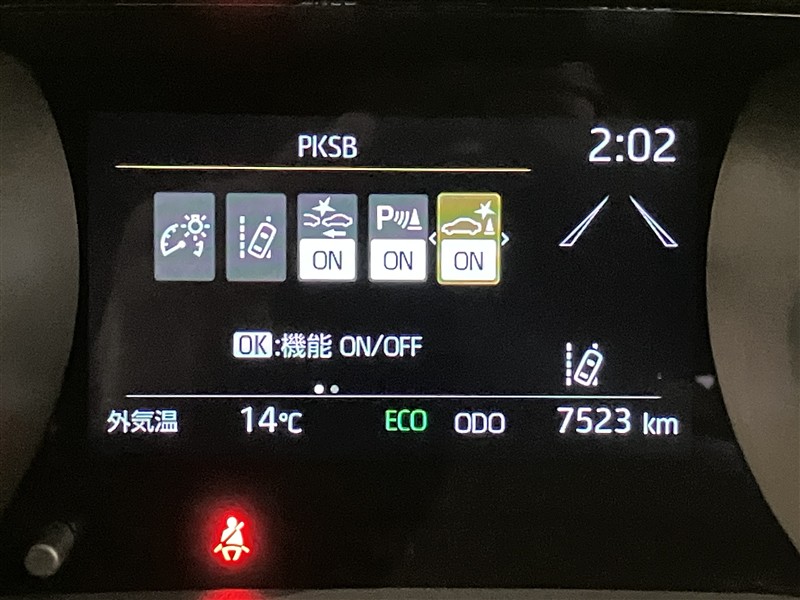 PKSB
2:02
P
ON
ON
ON
OK:機能 ON/OFF
外気温 14℃ ECO ODO 7523 km